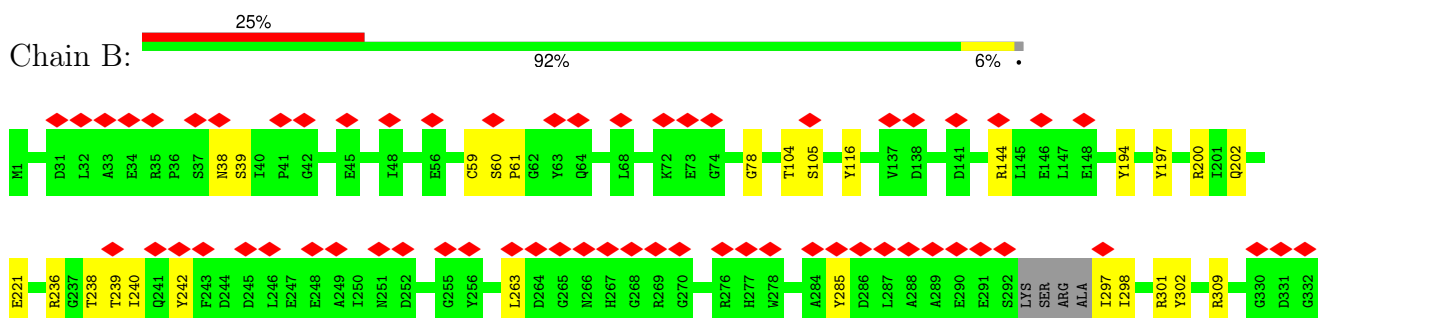 25%
Chain B:
92% 6% •
M1 D31 L32 A33 E34 R35 P36 S37 N38 S39 I40 P41 G42 E45 I48 E56 C59 S60 P61 G62 Y63 Q64 L68 K72 E73 G74 G78 T104 S105 Y116 V137 D138 D141 R144 L145 E146 L147 E148 Y194 Y197 R200 I201 Q202
E221 R236 G237 T238 T239 I240 Q241 Y242 F243 D244 D245 L246 E247 E248 A249 I250 N251 D252 G255 Y256 L263 D264 G265 N266 H267 G268 R269 G270 R276 H277 W278 A284 Y285 D286 L287 A288 A289 E290 E291 S292 LYS SER ARG ALA I297 I298 R301 Y302 R309 G330 D331 G332